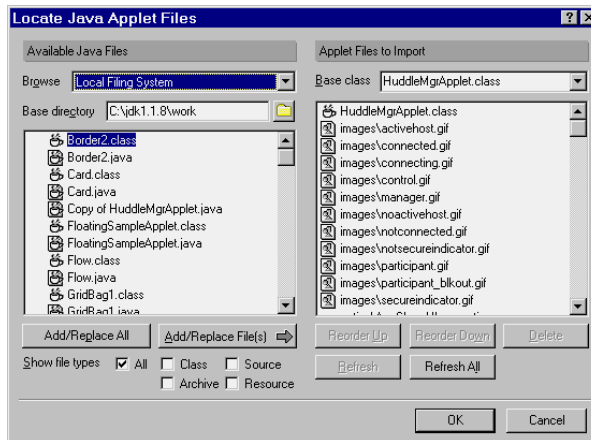 Locate Java Applet Files
Available Java Files
Applet Files to Import
Browse Local Filing System
Base class HuddleMgrApplet.class
Base directory C:\jdk1.1.8\work
Border2.class
Border2.java
Card.class
Card.java
Copy of HuddleMgrApplet.java
FloatingSampleApplet.class
FloatingSampleApplet.java
Flow.class
Flow.java
GridBag1.class
GridBag1.java
HuddleMgrApplet.class
images\activehost.gif
images\connected.gif
images\connecting.gif
images\control.gif
images\manager.gif
images\noactivehost.gif
images\notconnected.gif
images\notsecureindicator.gif
images\participant.gif
images\participant_blkout.gif
images\secureindicator.gif
Add/Replace All
Add/Replace File(s)
Reorder Up
Reorder Down
Delete
Show file types All Class Source
Archive Resource
Refresh
Refresh All
OK
Cancel